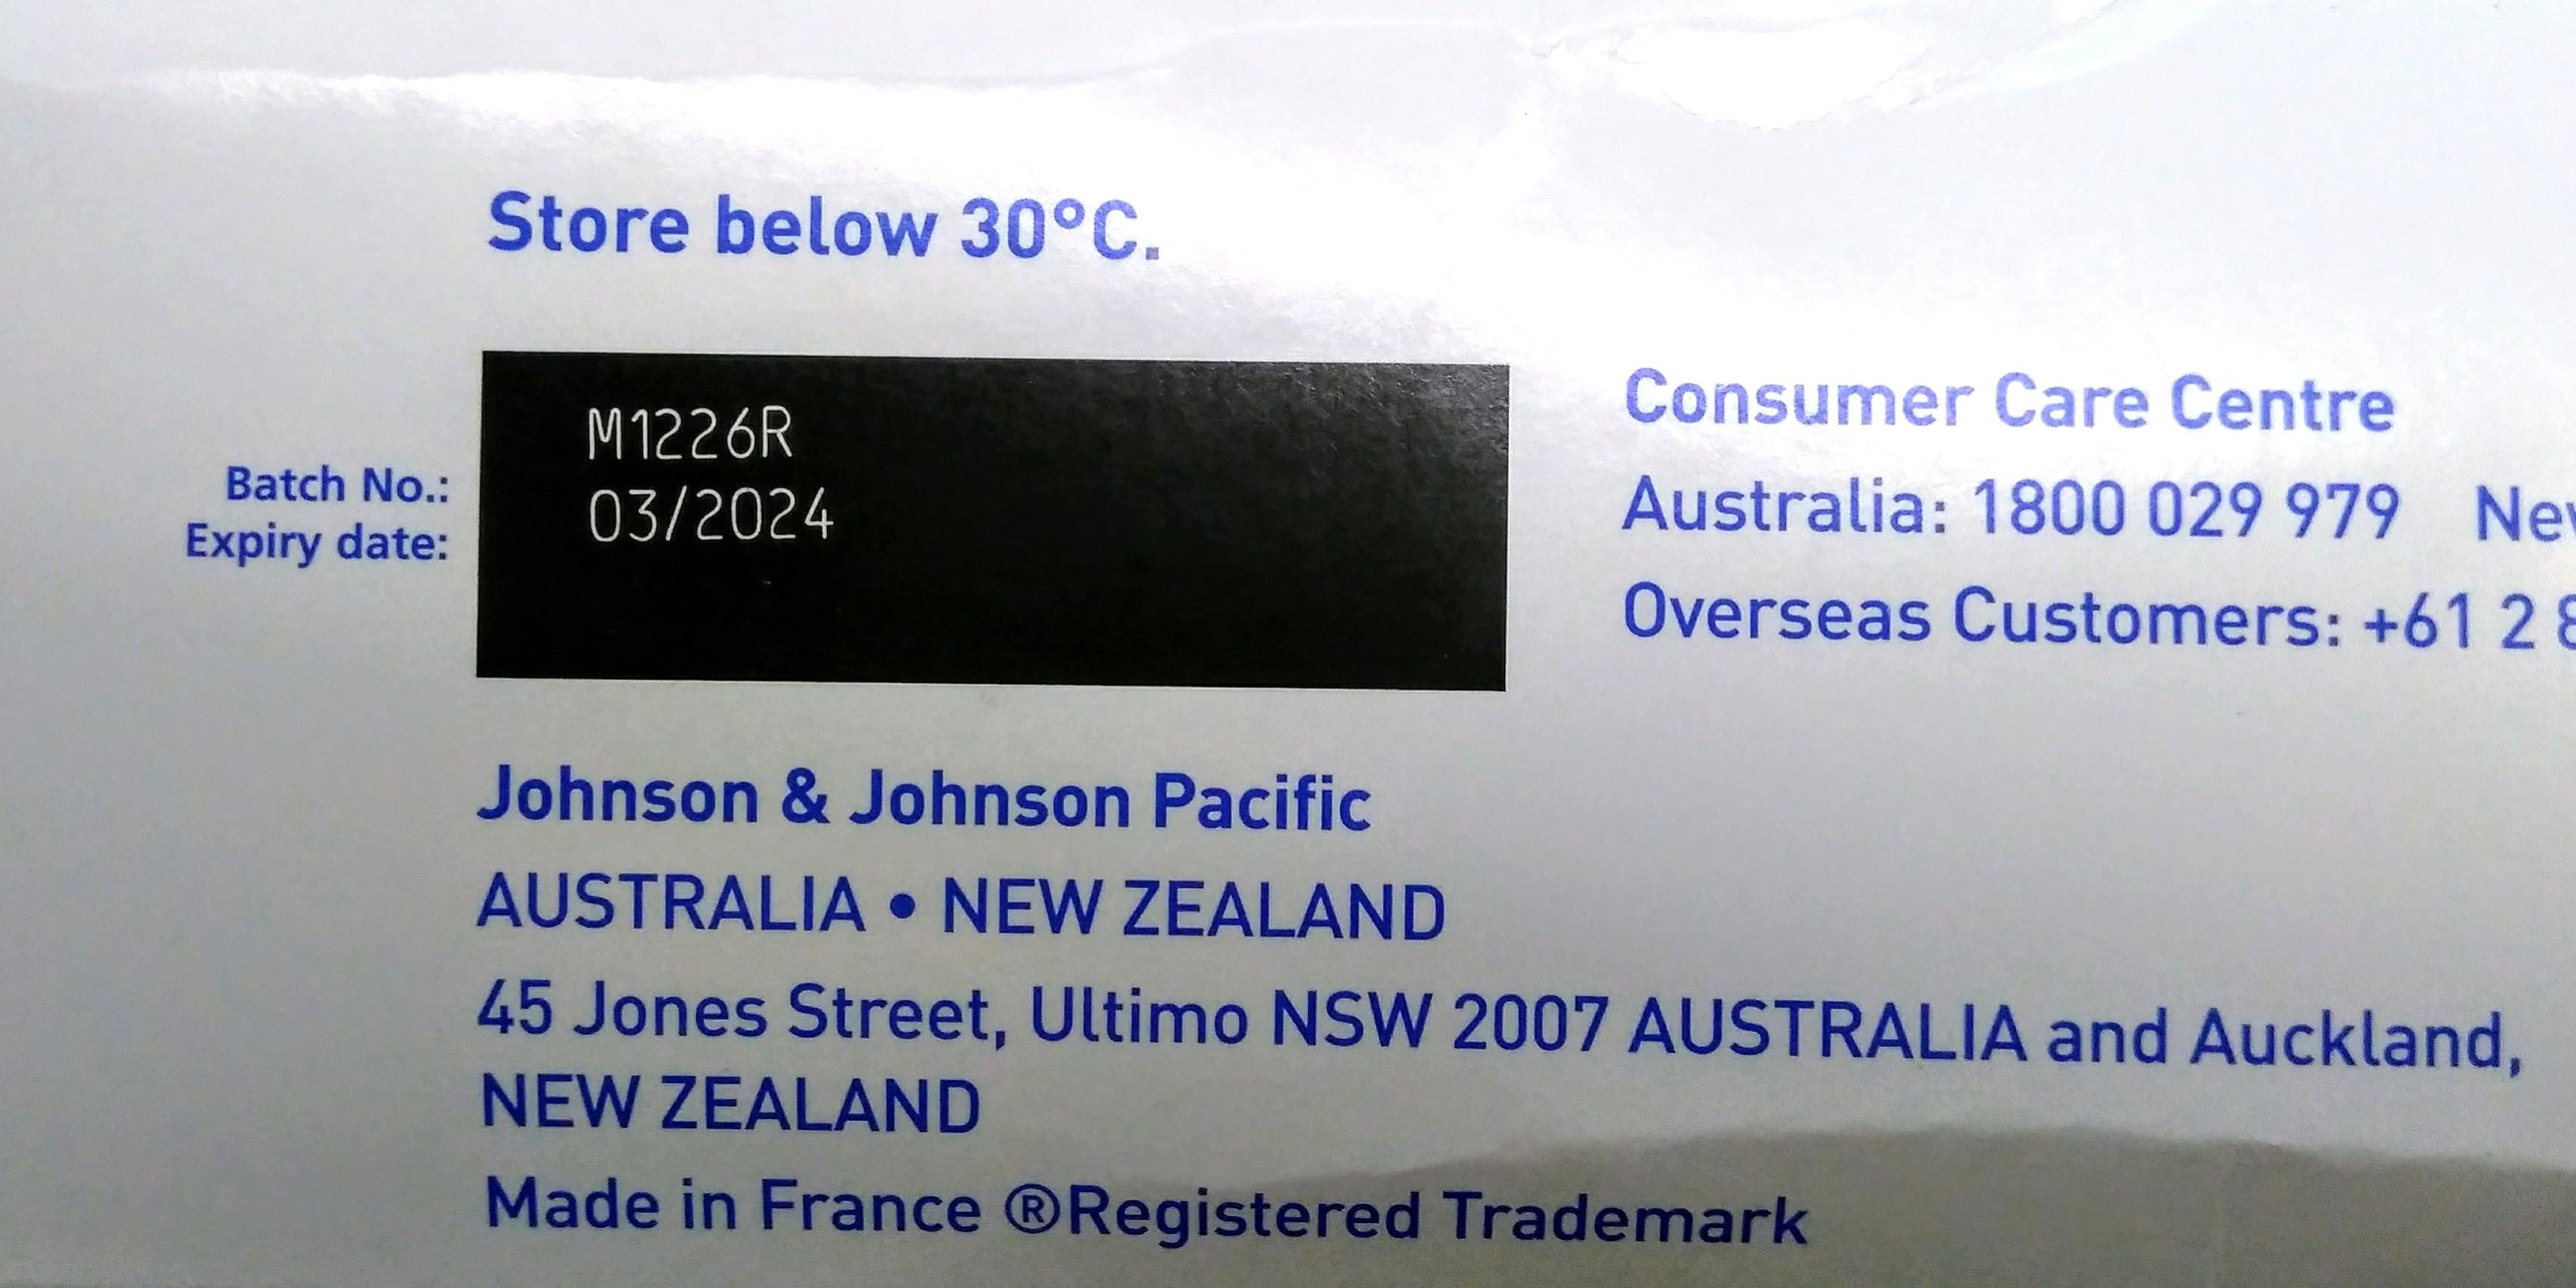 Store below 30°C.
Batch No.: M1226R
Expiry date: 03/2024
Consumer Care Centre
Australia: 1800 029 979
Overseas Customers: +61 2
Johnson & Johnson Pacific
AUSTRALIA • NEW ZEALAND
45 Jones Street, Ultimo NSW 2007 AUSTRALIA and Auckland,
NEW ZEALAND
Made in France ®Registered Trademark